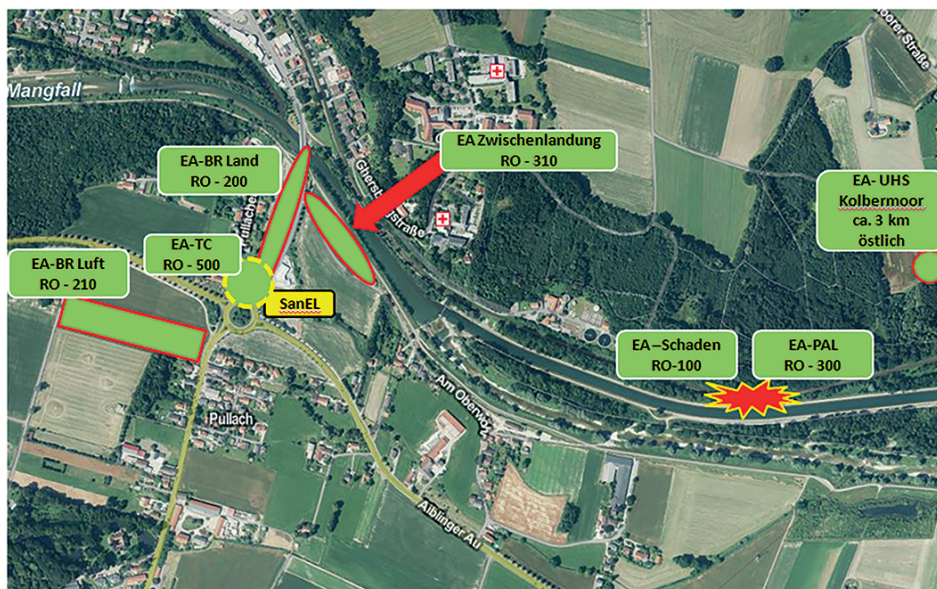 Mangfall
EA-BR Land
RO - 200
EA Zwischenlandung
RO - 310
EA- UHS
Kolbermoor
ca. 3 km
östlich
EA-TC
RO - 500
EA-BR Luft
RO - 210
SanEL
EA–Schaden
RO-100
EA-PAL
RO - 300
Pullach
Am Oberwöhr
Aiblinger Au